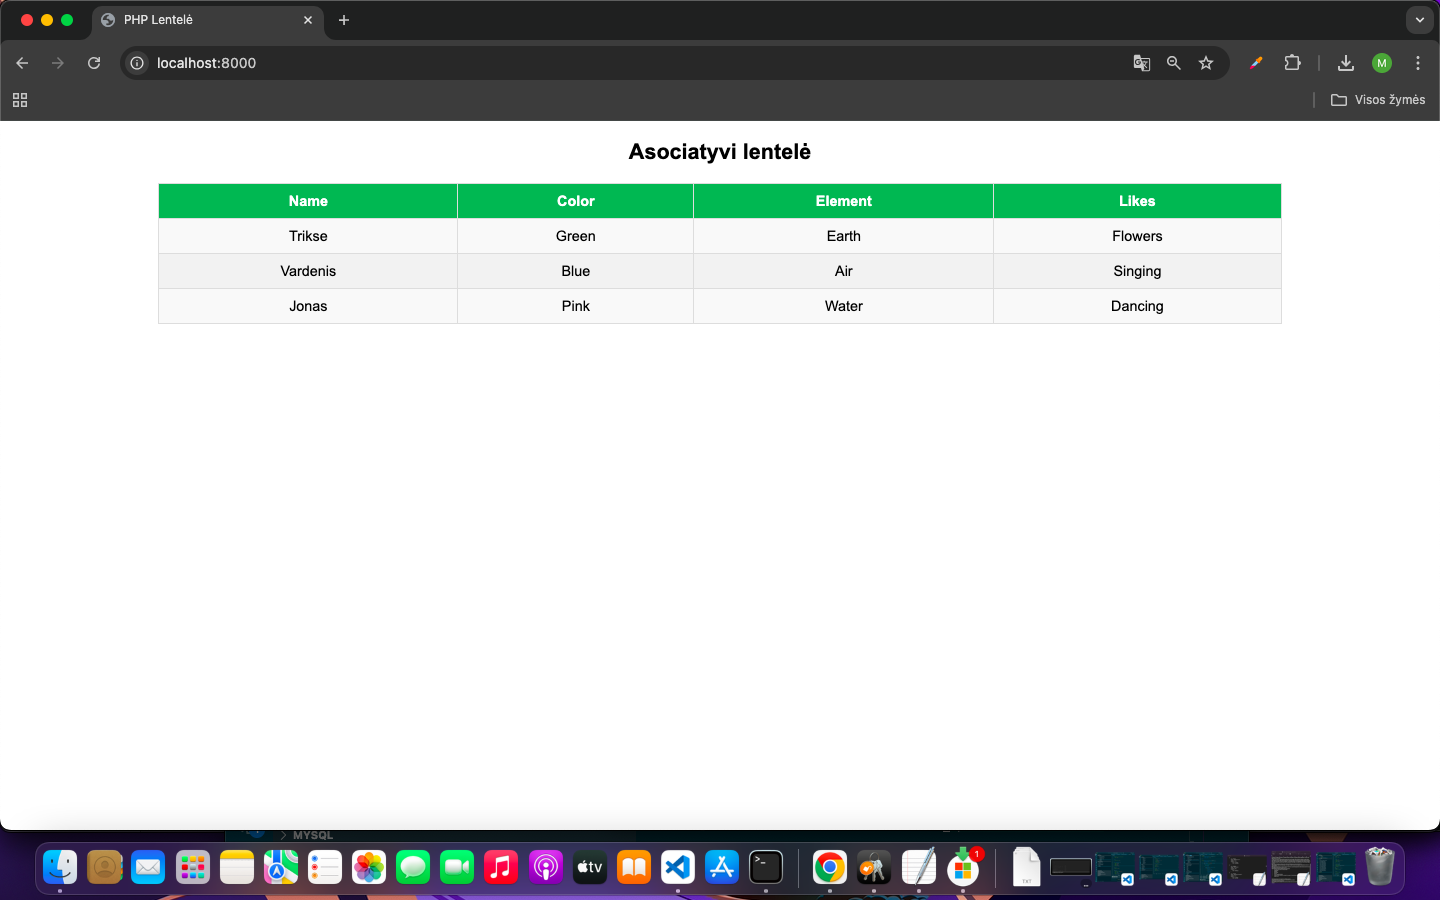 PHP Lentelė
localhost:8000
Visos žymės
Asociatyvi lentelė
Name Color Element Likes
Trikse Green Earth Flowers
Vardenis Blue Air Singing
Jonas Pink Water Dancing
MYSQL
tv
1
TXT
M